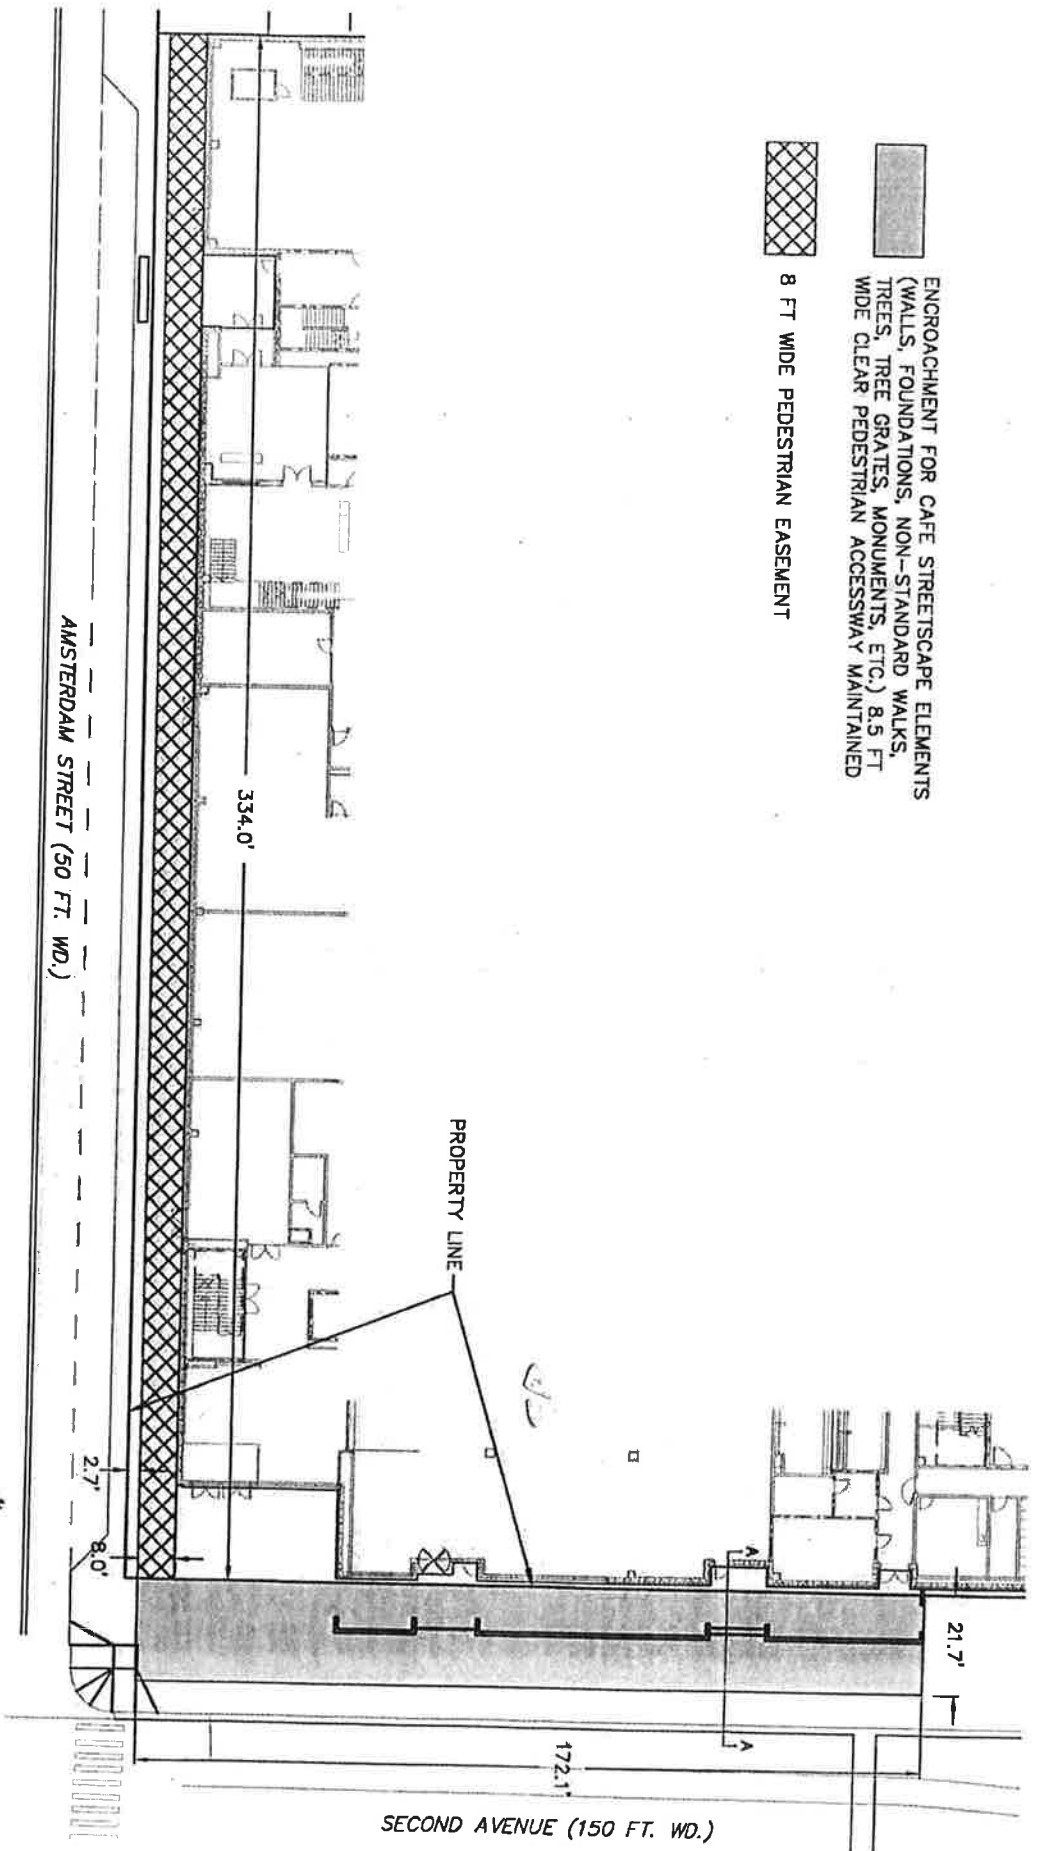 ENCROACHMENT FOR CAFE STREETSCAPE ELEMENTS
(WALLS, FOUNDATIONS, NON-STANDARD WALKS,
TREES, TREE GRATES, MONUMENTS, ETC.) 8.5 FT
WIDE CLEAR PEDESTRIAN ACCESSWAY MAINTAINED
8 FT WIDE PEDESTRIAN EASEMENT
334.0'
PROPERTY LINE
AMSTERDAM STREET (50 FT. WD.)
2.7'
8.0'
A
21.7'
A
172.1'
SECOND AVENUE (150 FT. WD.)